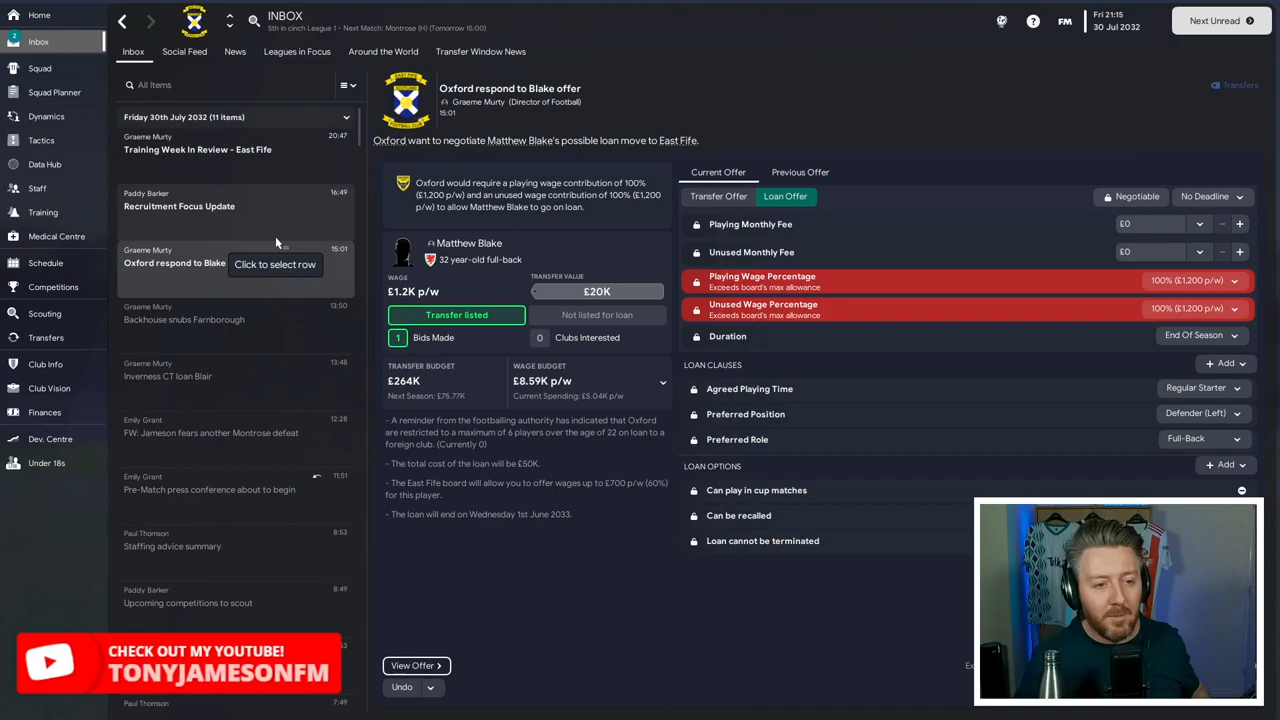 Home
2
Inbox
Squad
Squad Planner
Dynamics
Tactics
Data Hub
Staff
Training
Medical Centre
Schedule
Competitions
Scouting
Transfers
Club Info
Club Vision
Finances
Dev. Centre
Under 18s
INBOX
5th in cinch League 1 - Next Match: Montrose (H) (Tomorrow 15:00)
FM
Fri 21:15
30 Jul 2032
Next Unread
Inbox
Social Feed
News
Leagues in Focus
Around the World
Transfer Window News
All Items
Friday 30th July 2032 (11 items)
Graeme Murty 20:47
Training Week In Review - East Fife
Paddy Barker 16:49
Recruitment Focus Update
Graeme Murty 15:01
Oxford respond to Blake
Click to select row
Graeme Murty 13:50
Backhouse snubs Farnborough
Graeme Murty 13:48
Inverness CT loan Blair
Emily Grant 12:28
FW: Jameson fears another Montrose defeat
Emily Grant 11:51
Pre-Match press conference about to begin
Paul Thomson 8:53
Staffing advice summary
Paddy Barker 8:49
Upcoming competitions to scout
Paul Thomson 7:49
CHECK OUT MY YOUTUBE!
TONYJAMESONFM
EAST FIFE
FOOTBALL CLUB
Oxford respond to Blake offer
Graeme Murty (Director of Football)
15:01
Transfers
Oxford want to negotiate Matthew Blake's possible loan move to East Fife.
Oxford would require a playing wage contribution of 100%
(£1,200 p/w) and an unused wage contribution of 100% (£1,200
p/w) to allow Matthew Blake to go on loan.
Matthew Blake
32 year-old full-back
WAGE
£1.2K p/w
TRANSFER VALUE
£20K
Transfer listed
Not listed for loan
1 Bids Made
0 Clubs Interested
TRANSFER BUDGET
£264K
Next Season: £75.77K
WAGE BUDGET
£8.59K p/w
Current Spending: £5.04K p/w
- A reminder from the footballing authority has indicated that Oxford
are restricted to a maximum of 6 players over the age of 22 on loan to a
foreign club. (Currently 0)
- The total cost of the loan will be £50K.
- The East Fife board will allow you to offer wages up to £700 p/w (60%)
for this player.
- The loan will end on Wednesday 1st June 2033.
View Offer
Undo
Current Offer
Previous Offer
Transfer Offer
Loan Offer
Negotiable
No Deadline
Playing Monthly Fee £0
Unused Monthly Fee £0
Playing Wage Percentage
Exceeds board's max allowance
100% (£1,200 p/w)
Unused Wage Percentage
Exceeds board's max allowance
100% (£1,200 p/w)
Duration End Of Season
LOAN CLAUSES
Add
Agreed Playing Time Regular Starter
Preferred Position Defender (Left)
Preferred Role Full-Back
LOAN OPTIONS
Add
Can play in cup matches
Can be recalled
Loan cannot be terminated